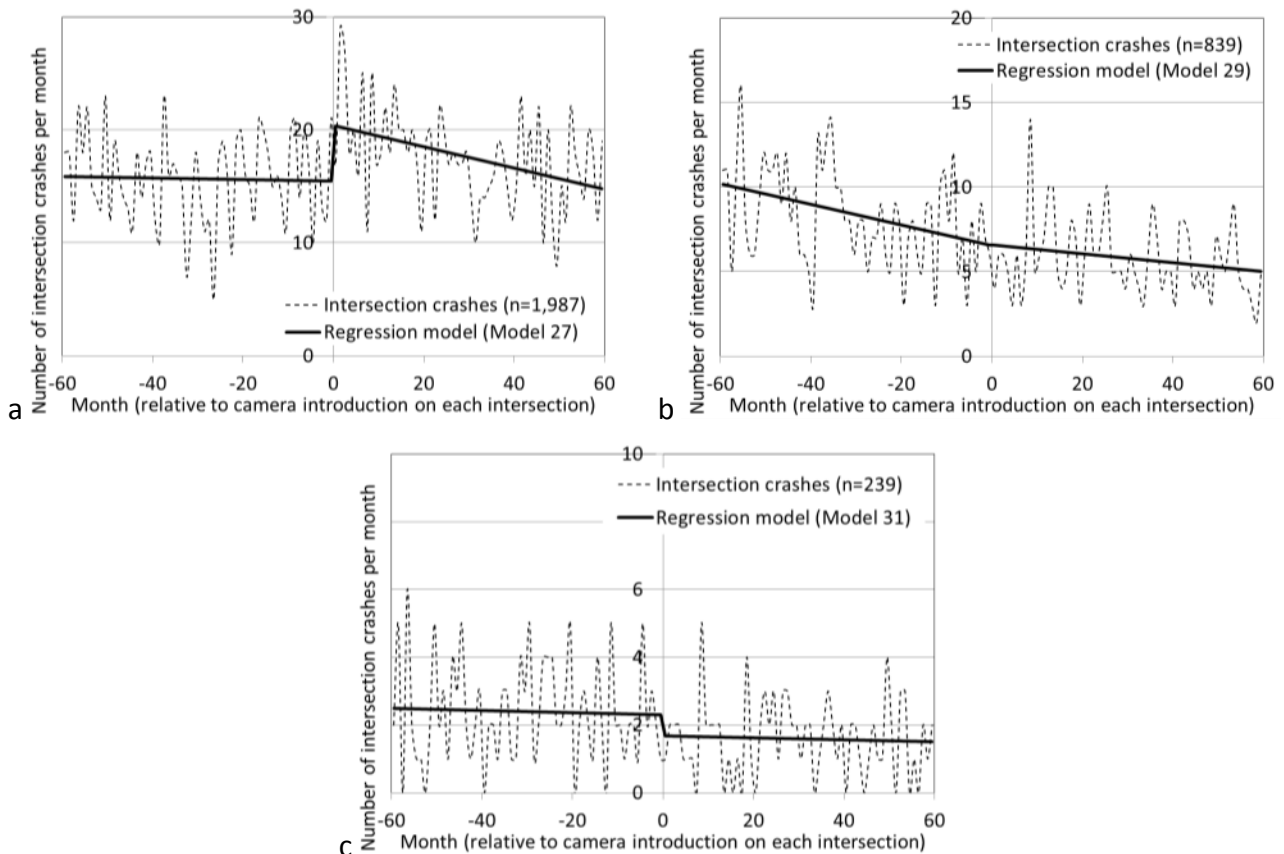 Number of intersection crashes per month
30
20
10
0
Intersection crashes (n=1,987)
Regression model (Model 27)
-60 -40 -20 0 20 40 60
Month (relative to camera introduction on each intersection)
a
Number of intersection crashes per month
20
15
10
5
0
Intersection crashes (n=839)
Regression model (Model 29)
-60 -40 -20 0 20 40 60
Month (relative to camera introduction on each intersection)
b
Number of intersection crashes per month
10
6
4
2
0
Intersection crashes (n=239)
Regression model (Model 31)
-60 -40 -20 0 20 40 60
Month (relative to camera introduction on each intersection)
c